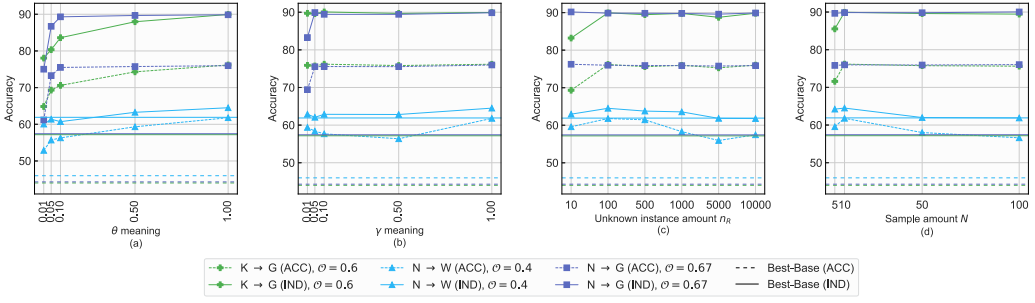 Accuracy
90
80
70
60
50
0.01
0.05
0.10
0.50
1.00
θ meaning
(a)
Accuracy
90
80
70
60
50
0.01
0.05
0.10
0.50
1.00
γ meaning
(b)
Accuracy
90
80
70
60
50
10
100
500
1000
5000
10000
Unknown instance amount n_R
(c)
Accuracy
90
80
70
60
50
510
50
100
Sample amount N
(d)
K → G (ACC), 𝒪 = 0.6
N → W (ACC), 𝒪 = 0.4
N → G (ACC), 𝒪 = 0.67
Best-Base (ACC)
K → G (IND), 𝒪 = 0.6
N → W (IND), 𝒪 = 0.4
N → G (IND), 𝒪 = 0.67
Best-Base (IND)